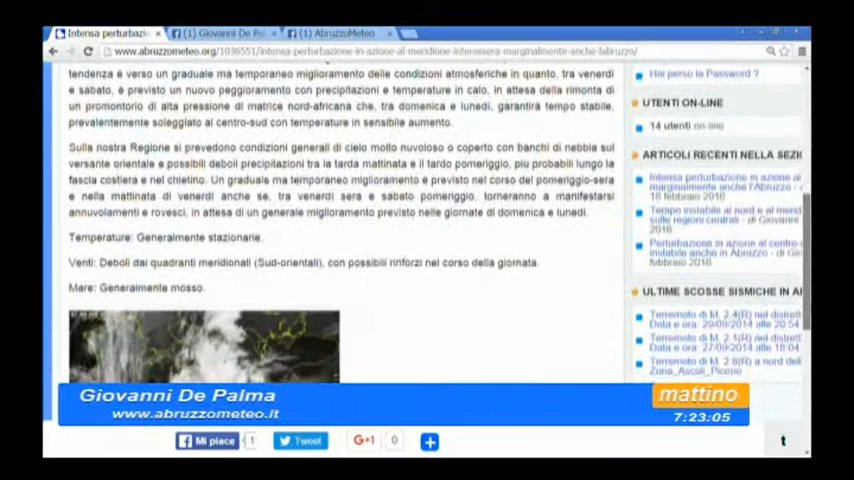 Intensa perturbazio
(1) Giovanni De Pal
(1) AbruzzoMeteo
www.abruzzometeo.org/1036551/intensa-perturbazione-in-azione-al-meridione-interessera-marginalmente-anche-labruzzo/
tendenza è verso un graduale ma temporaneo miglioramento delle condizioni atmosferiche in quanto, tra venerdi
e sabato, è previsto un nuovo peggioramento con precipitazioni e temperature in calo, in attesa della rimonta di
un promontorio di alta pressione di matrice nord-africana che, tra domenica e lunedi, garantirà tempo stabile,
prevalentemente soleggiato al centro-sud con temperature in sensibile aumento.
Sulla nostra Regione si prevedono condizioni generali di cielo molto nuvoloso o coperto con banchi di nebbia sul
versante orientale e possibili deboli precipitazioni tra la tarda mattinata e il tardo pomeriggio, più probabili lungo la
fascia costiera e nel chietino. Un graduale ma temporaneo miglioramento è previsto nel corso del pomeriggio-sera
e nella mattinata di venerdi anche se, tra venerdi sera e sabato pomeriggio, torneranno a manifestarsi
annuvolamenti e rovesci, in attesa di un generale miglioramento previsto nelle giornate di domenica e lunedi.
Temperature: Generalmente stazionarie.
Venti: Deboli dai quadranti meridionali (Sud-orientali), con possibili rinforzi nel corso della giornata.
Mare: Generalmente mosso.
Hai perso la Password ?
UTENTI ON-LINE
14 utenti on-line
ARTICOLI RECENTI NELLA SEZI
Intensa perturbazione in azione al
marginalmente anche l'Abruzzo -
18 febbraio 2016
Tempo instabile al nord e al merid
sulle regioni centrali - di Giovanni
2016
Perturbazione in azione al centro-
instabile anche in Abruzzo - di Gio
febbraio 2016
ULTIME SCOSSE SISMICHE IN A
Terremoto di M. 2.4(R) nel distrett
Data e ora: 29/09/2014 alle 20:54
Terremoto di M. 2.1(R) nel distrett
Data e ora: 27/09/2014 alle 18:04
Terremoto di M. 2.8(R) a nord del
Zona_Ascoli_Piceno
Giovanni De Palma
www.abruzzometeo.it
mattino
7:23:05
Mi piace 1
Tweet
G+1 0
t